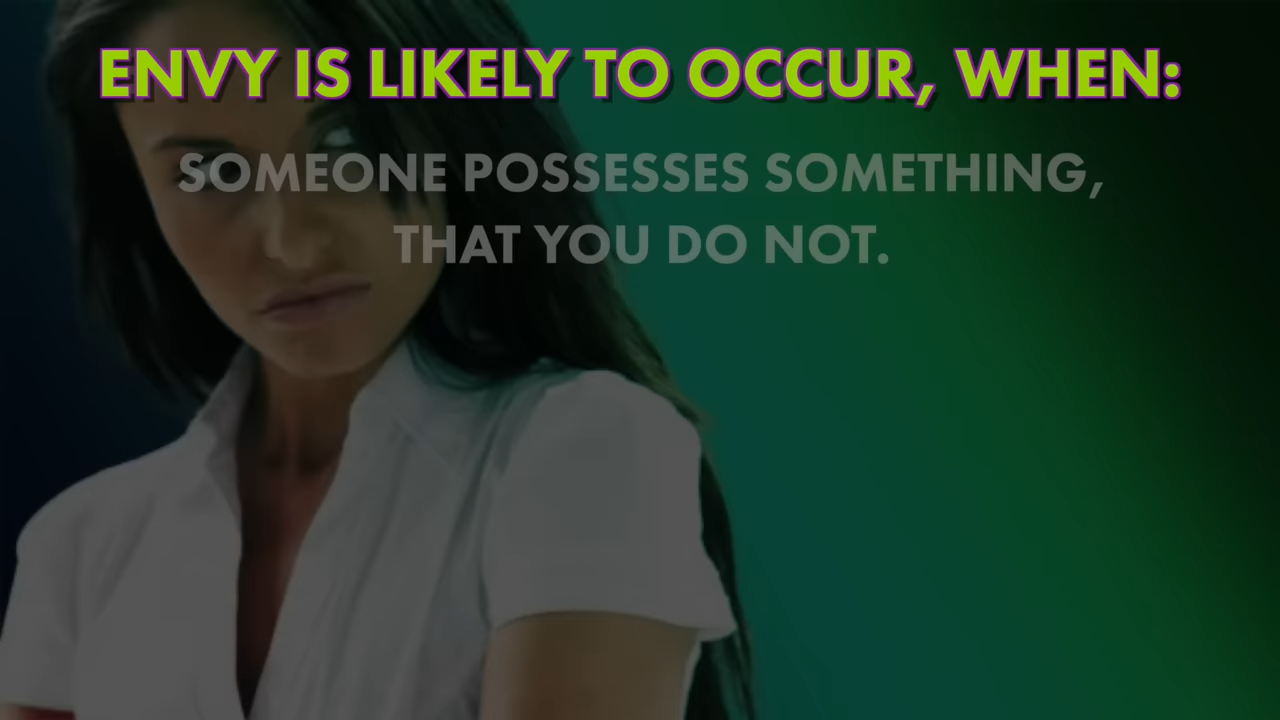 ENVY IS LIKELY TO OCCUR, WHEN:
SOMEONE POSSESSES SOMETHING,
THAT YOU DO NOT.